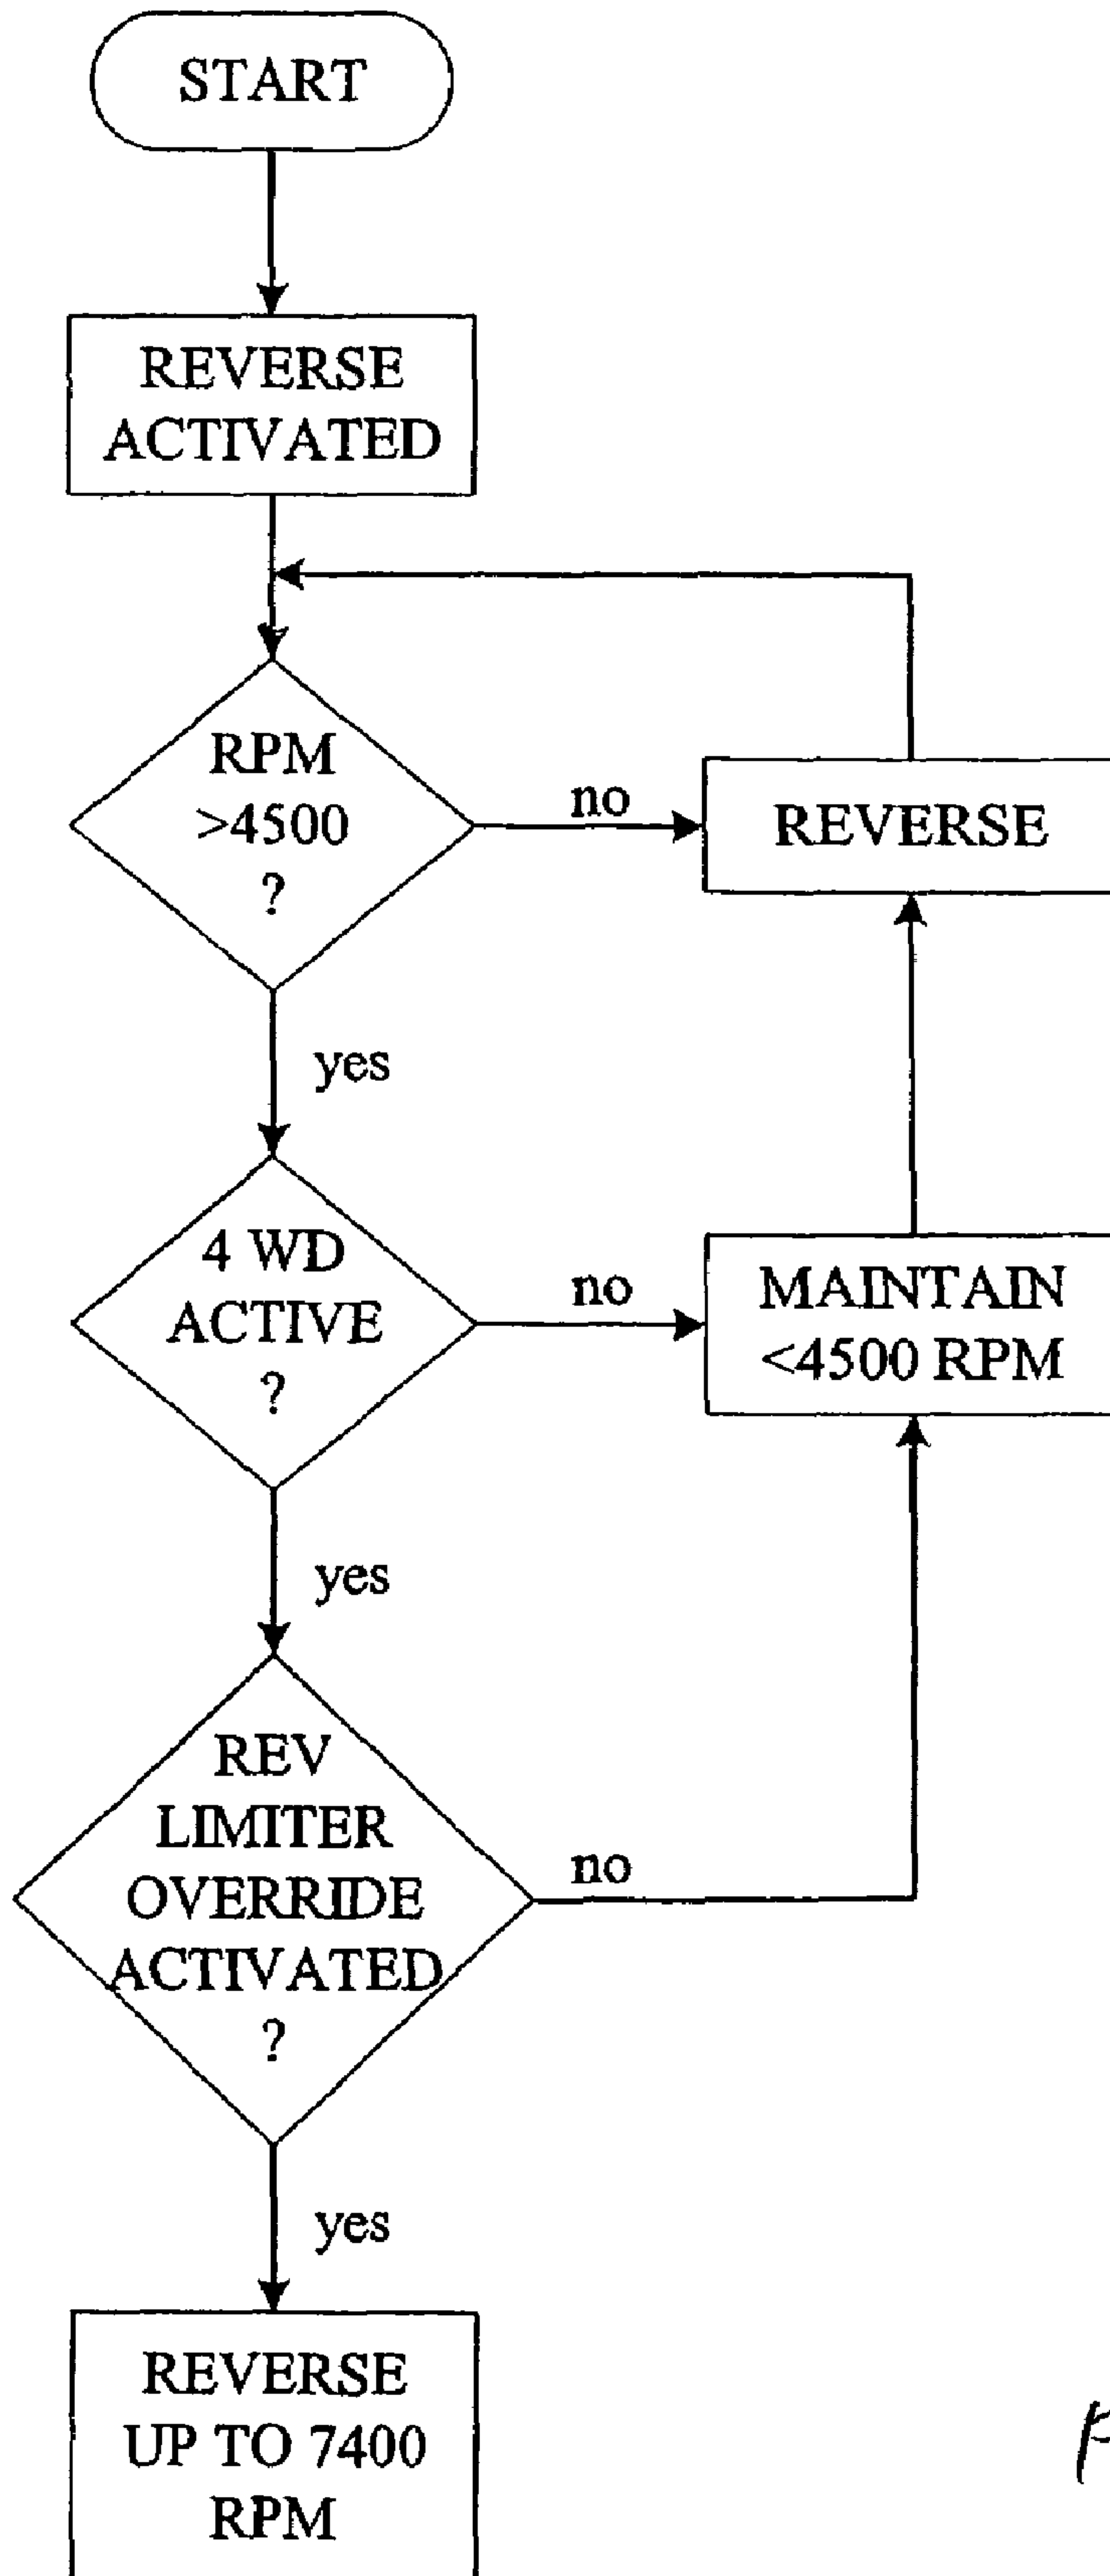 START
REVERSE
ACTIVATED
RPM
>4500
?
no
REVERSE
yes
4 WD
ACTIVE
?
no
MAINTAIN
<4500 RPM
yes
REV
LIMITER
OVERRIDE
ACTIVATED
?
no
yes
REVERSE
UP TO 7400
RPM